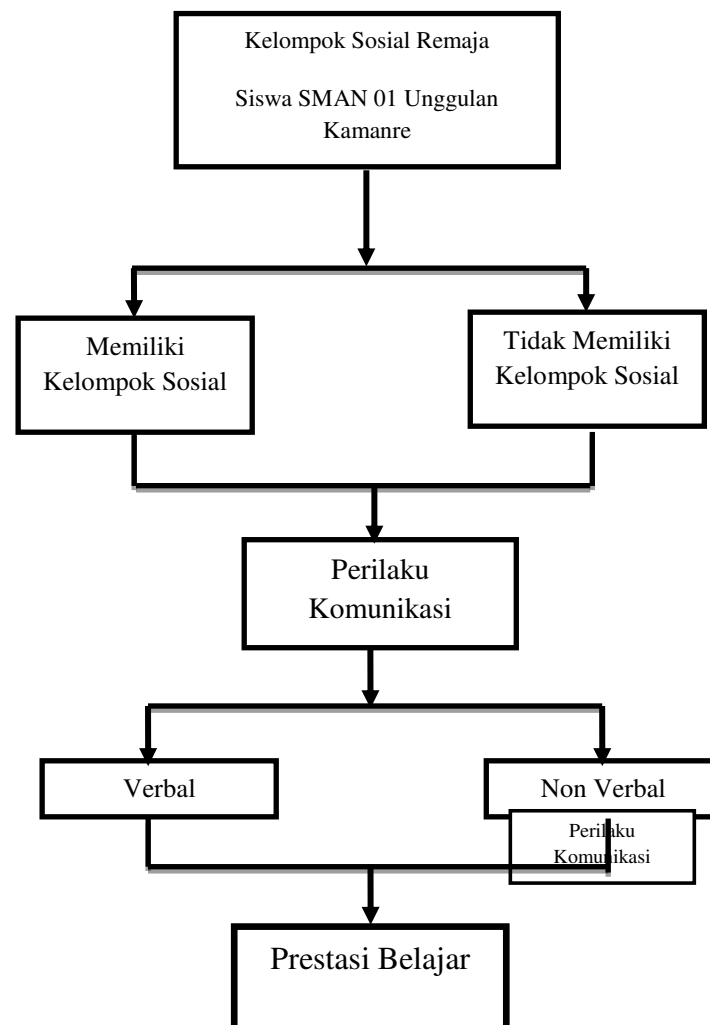 Kelompok Sosial Remaja
Siswa SMAN 01 Unggulan
Kamanre
Memiliki
Kelompok Sosial
Tidak Memiliki
Kelompok Sosial
Perilaku
Komunikasi
Verbal
Non Verbal
Perilaku
Komunikasi
Prestasi Belajar